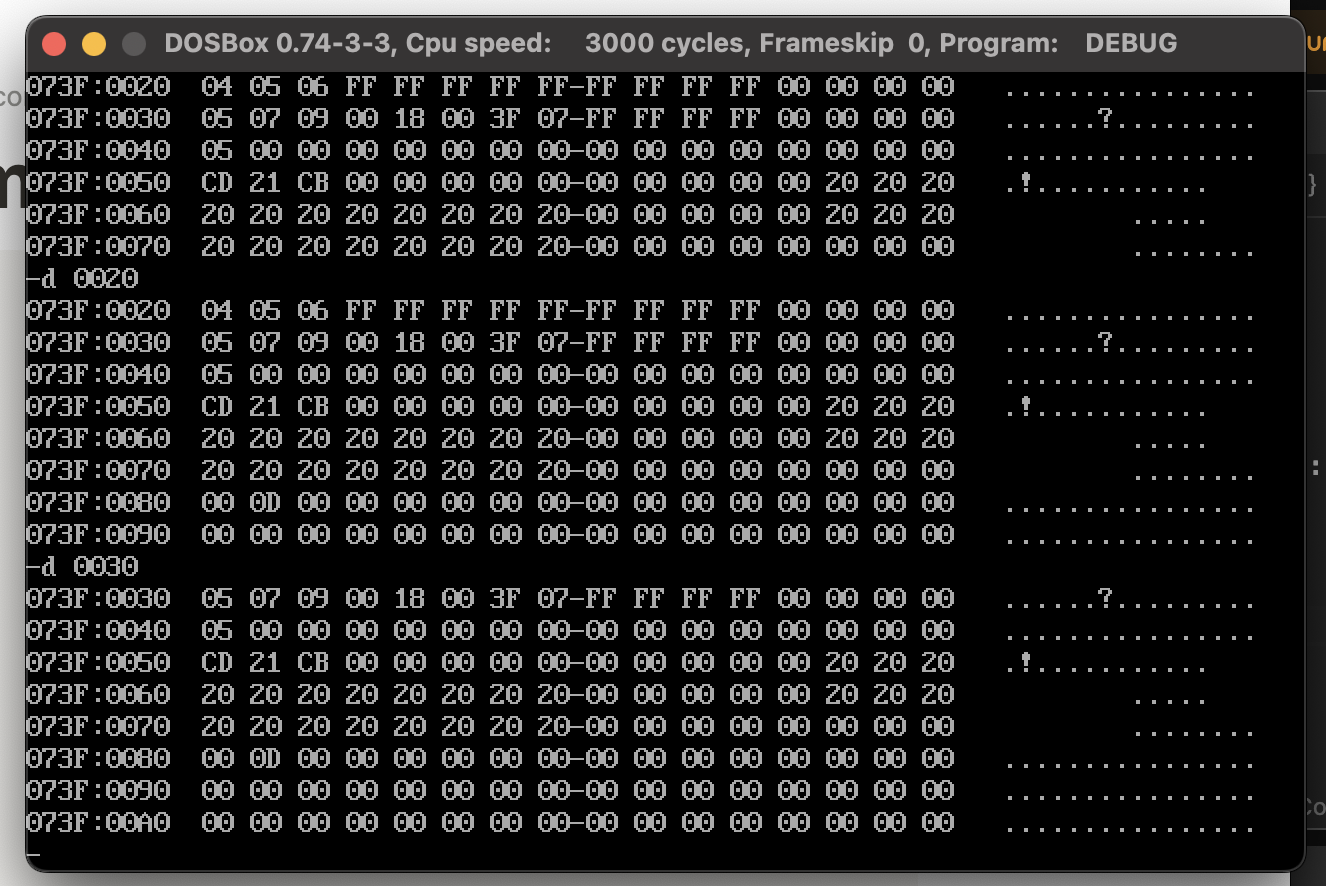 DOSBox 0.74-3-3, Cpu speed: 3000 cycles, Frameskip 0, Program: DEBUG
073F:0020 04 05 06 FF FF FF FF FF-FF FF FF FF 00 00 00 00 ................
073F:0030 05 07 09 00 18 00 3F 07-FF FF FF FF 00 00 00 00 ......?.........
073F:0040 05 00 00 00 00 00 00 00-00 00 00 00 00 00 00 00 ................
073F:0050 CD 21 CB 00 00 00 00 00-00 00 00 00 00 20 20 20 .!...........
073F:0060 20 20 20 20 20 20 20 20-00 00 00 00 00 20 20 20 .....
073F:0070 20 20 20 20 20 20 20 20-00 00 00 00 00 00 00 00 ........
-d 0020
073F:0020 04 05 06 FF FF FF FF FF-FF FF FF FF 00 00 00 00 ................
073F:0030 05 07 09 00 18 00 3F 07-FF FF FF FF 00 00 00 00 ......?.........
073F:0040 05 00 00 00 00 00 00 00-00 00 00 00 00 00 00 00 ................
073F:0050 CD 21 CB 00 00 00 00 00-00 00 00 00 00 20 20 20 .!...........
073F:0060 20 20 20 20 20 20 20 20-00 00 00 00 00 20 20 20 .....
073F:0070 20 20 20 20 20 20 20 20-00 00 00 00 00 00 00 00 ........
073F:0080 00 0D 00 00 00 00 00 00-00 00 00 00 00 00 00 00 ................
073F:0090 00 00 00 00 00 00 00 00-00 00 00 00 00 00 00 00 ................
-d 0030
073F:0030 05 07 09 00 18 00 3F 07-FF FF FF FF 00 00 00 00 ......?.........
073F:0040 05 00 00 00 00 00 00 00-00 00 00 00 00 00 00 00 ................
073F:0050 CD 21 CB 00 00 00 00 00-00 00 00 00 00 20 20 20 .!...........
073F:0060 20 20 20 20 20 20 20 20-00 00 00 00 00 20 20 20 .....
073F:0070 20 20 20 20 20 20 20 20-00 00 00 00 00 00 00 00 ........
073F:0080 00 0D 00 00 00 00 00 00-00 00 00 00 00 00 00 00 ................
073F:0090 00 00 00 00 00 00 00 00-00 00 00 00 00 00 00 00 ................
073F:00A0 00 00 00 00 00 00 00 00-00 00 00 00 00 00 00 00 ................
-